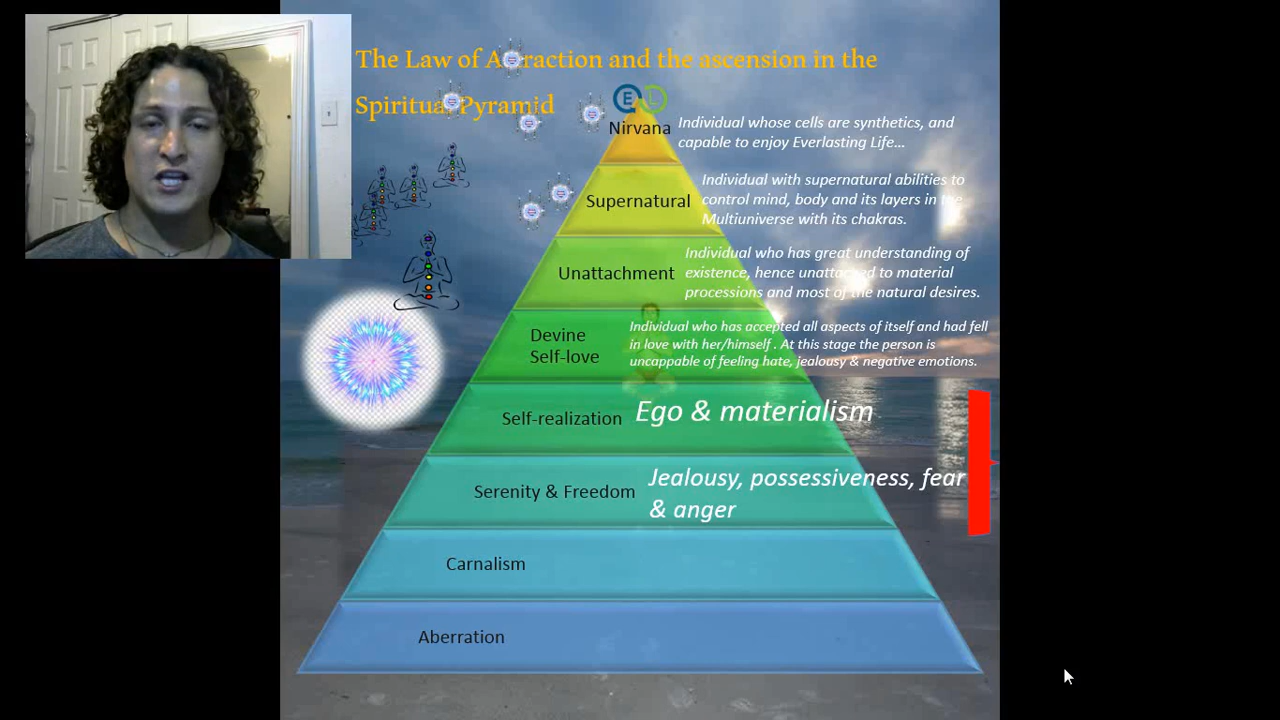 The Law of Attraction and the ascension in the
Spiritual Pyramid
E L
Nirvana
Individual whose cells are synthetics, and
capable to enjoy Everlasting Life...
Supernatural
Individual with supernatural abilities to
control mind, body and its layers in the
Multiuniverse with its chakras.
Unattachment
Individual who has great understanding of
existence, hence unattached to material
processions and most of the natural desires.
Devine
Self-love
Individual who has accepted all aspects of itself and had fell
in love with her/himself . At this stage the person is
uncappable of feeling hate, jealousy & negative emotions.
Self-realization
Ego & materialism
Serenity & Freedom
Jealousy, possessiveness, fear
& anger
Carnalism
Aberration